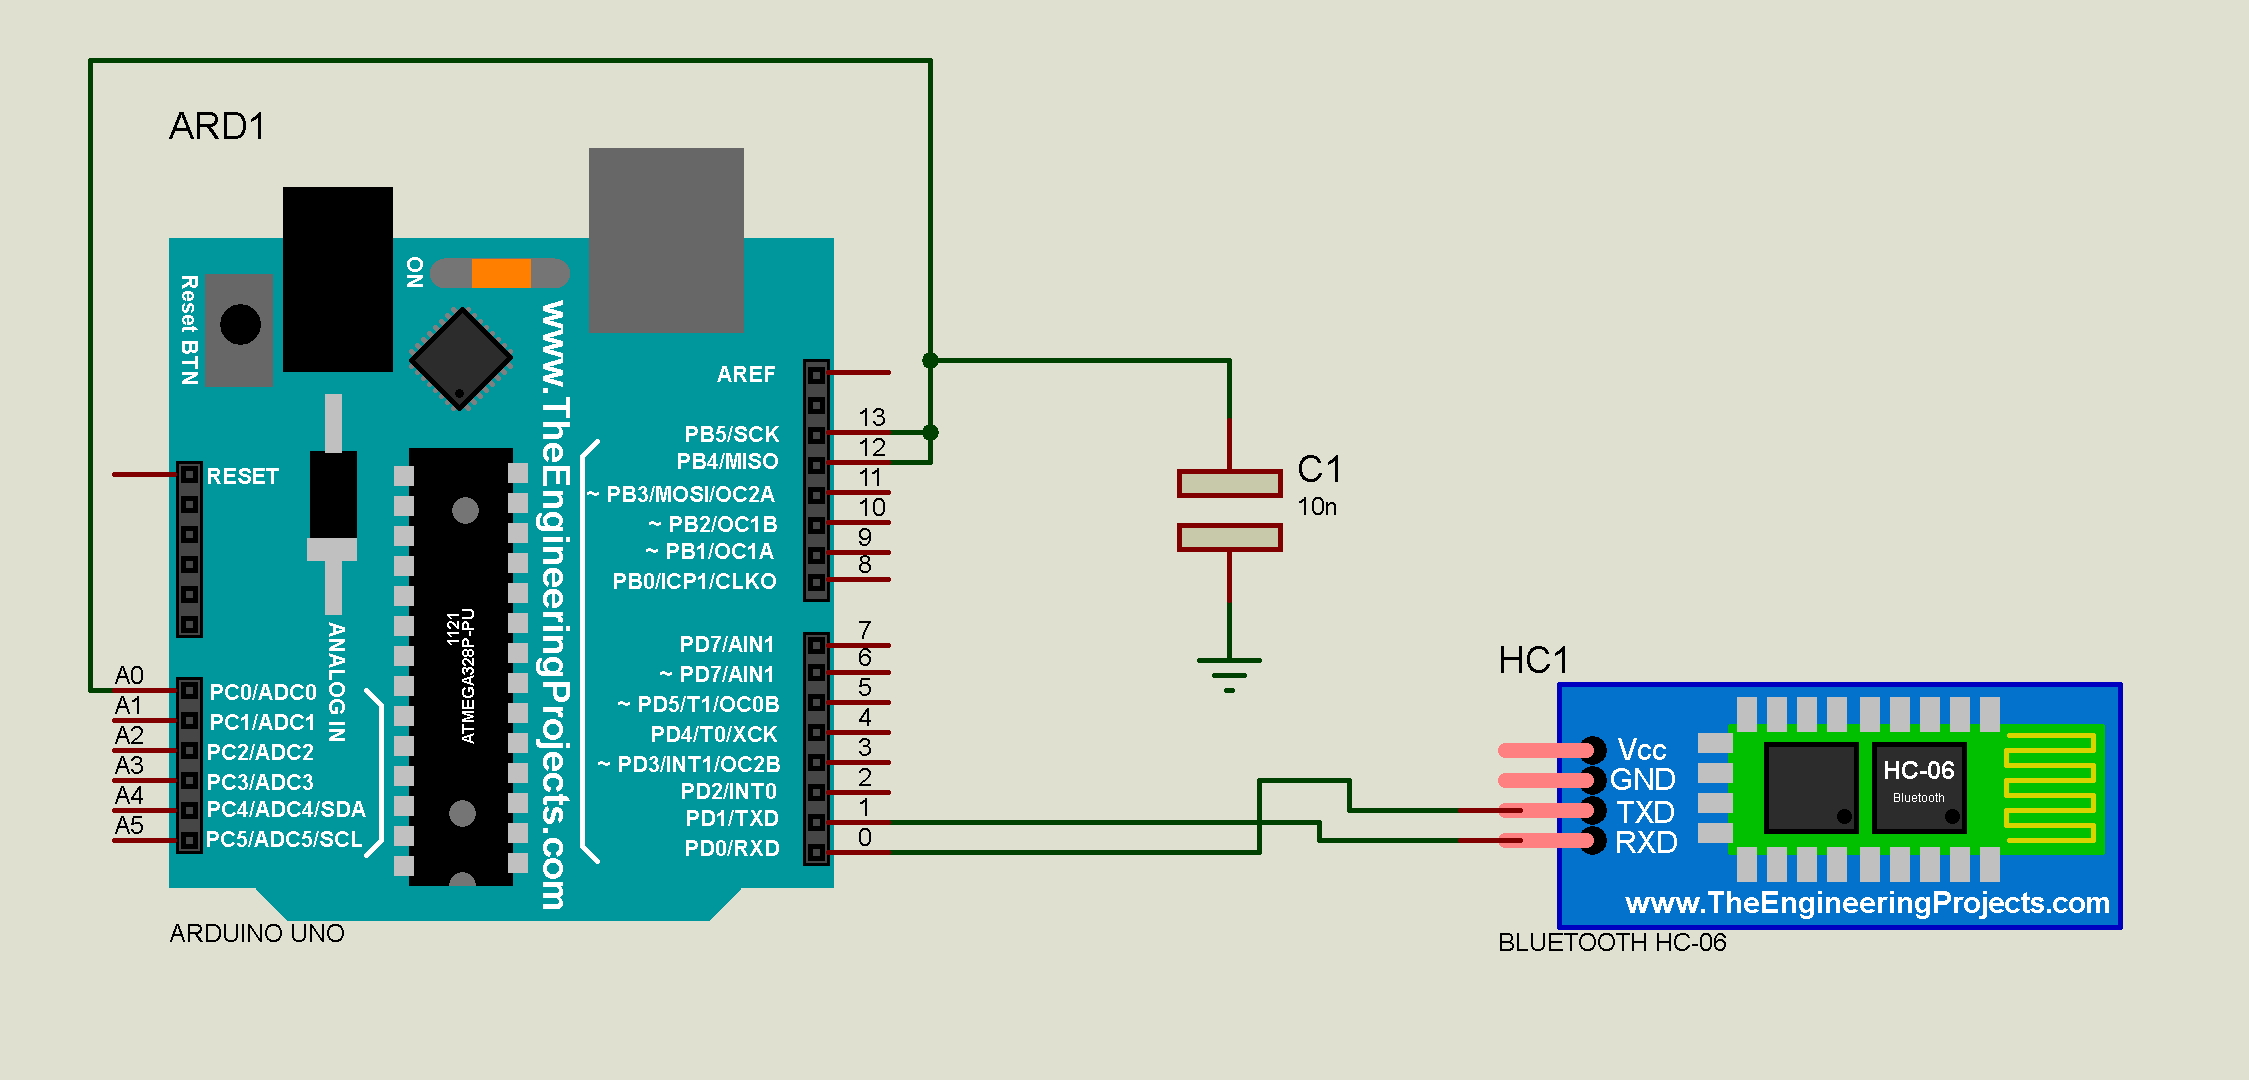 ARD1
ON
Reset BTN
www.TheEngineeringProjects.com
AREF
13
PB5/SCK
12
PB4/MISO
11
~ PB3/MOSI/OC2A
10
~ PB2/OC1B
9
~ PB1/OC1A
8
PB0/ICP1/CLKO
RESET
C1
10n
1121
ATMEGA328P-PU
ANALOG IN
7
PD7/AIN1
6
~ PD7/AIN1
5
~ PD5/T1/OC0B
4
PD4/T0/XCK
3
~ PD3/INT1/OC2B
2
PD2/INT0
1
PD1/TXD
0
PD0/RXD
A0
PC0/ADC0
A1
PC1/ADC1
A2
PC2/ADC2
A3
PC3/ADC3
A4
PC4/ADC4/SDA
A5
PC5/ADC5/SCL
ARDUINO UNO
HC1
Vcc
GND
TXD
RXD
HC-06
Bluetooth
www.TheEngineeringProjects.com
BLUETOOTH HC-06